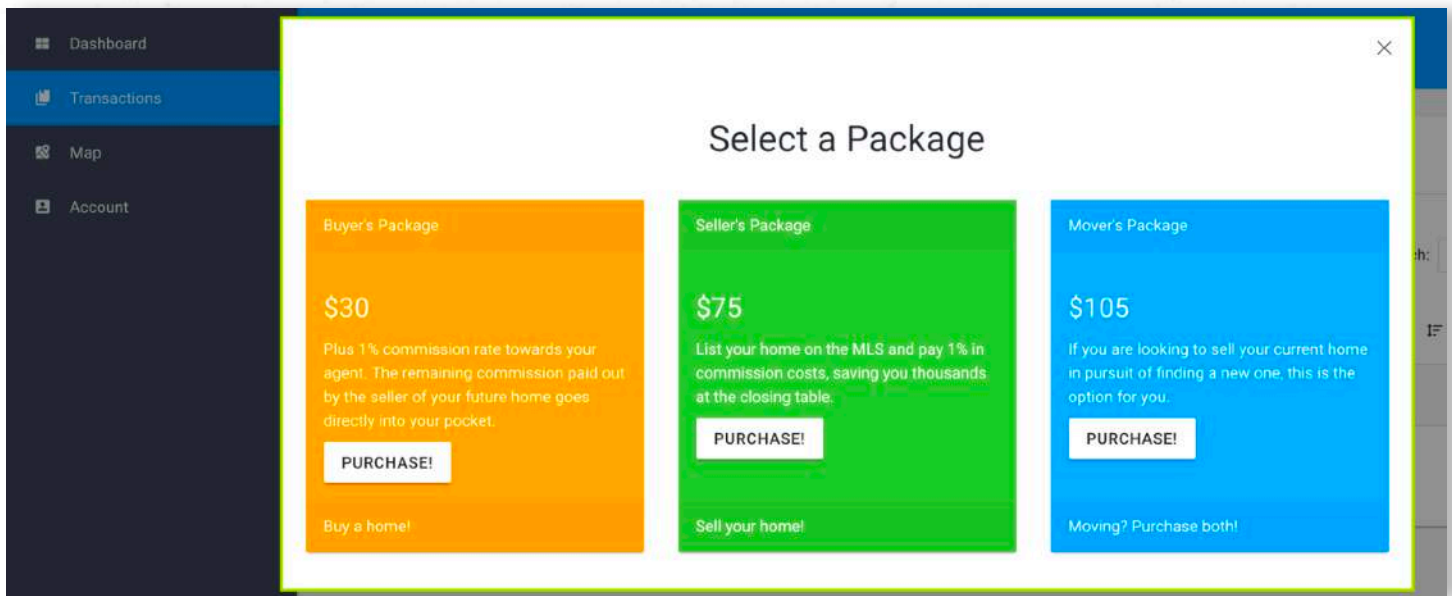 Dashboard
Transactions
Map
Account
Select a Package
Buyer's Package
$30
Plus 1% commission rate towards your
agent. The remaining commission paid out
by the seller of your future home goes
directly into your pocket.
PURCHASE!
Buy a home!
Seller's Package
$75
List your home on the MLS and pay 1% in
commission costs, saving you thousands
at the closing table.
PURCHASE!
Sell your home!
Mover's Package
$105
If you are looking to sell your current home
in pursuit of finding a new one, this is the
option for you.
PURCHASE!
Moving? Purchase both!